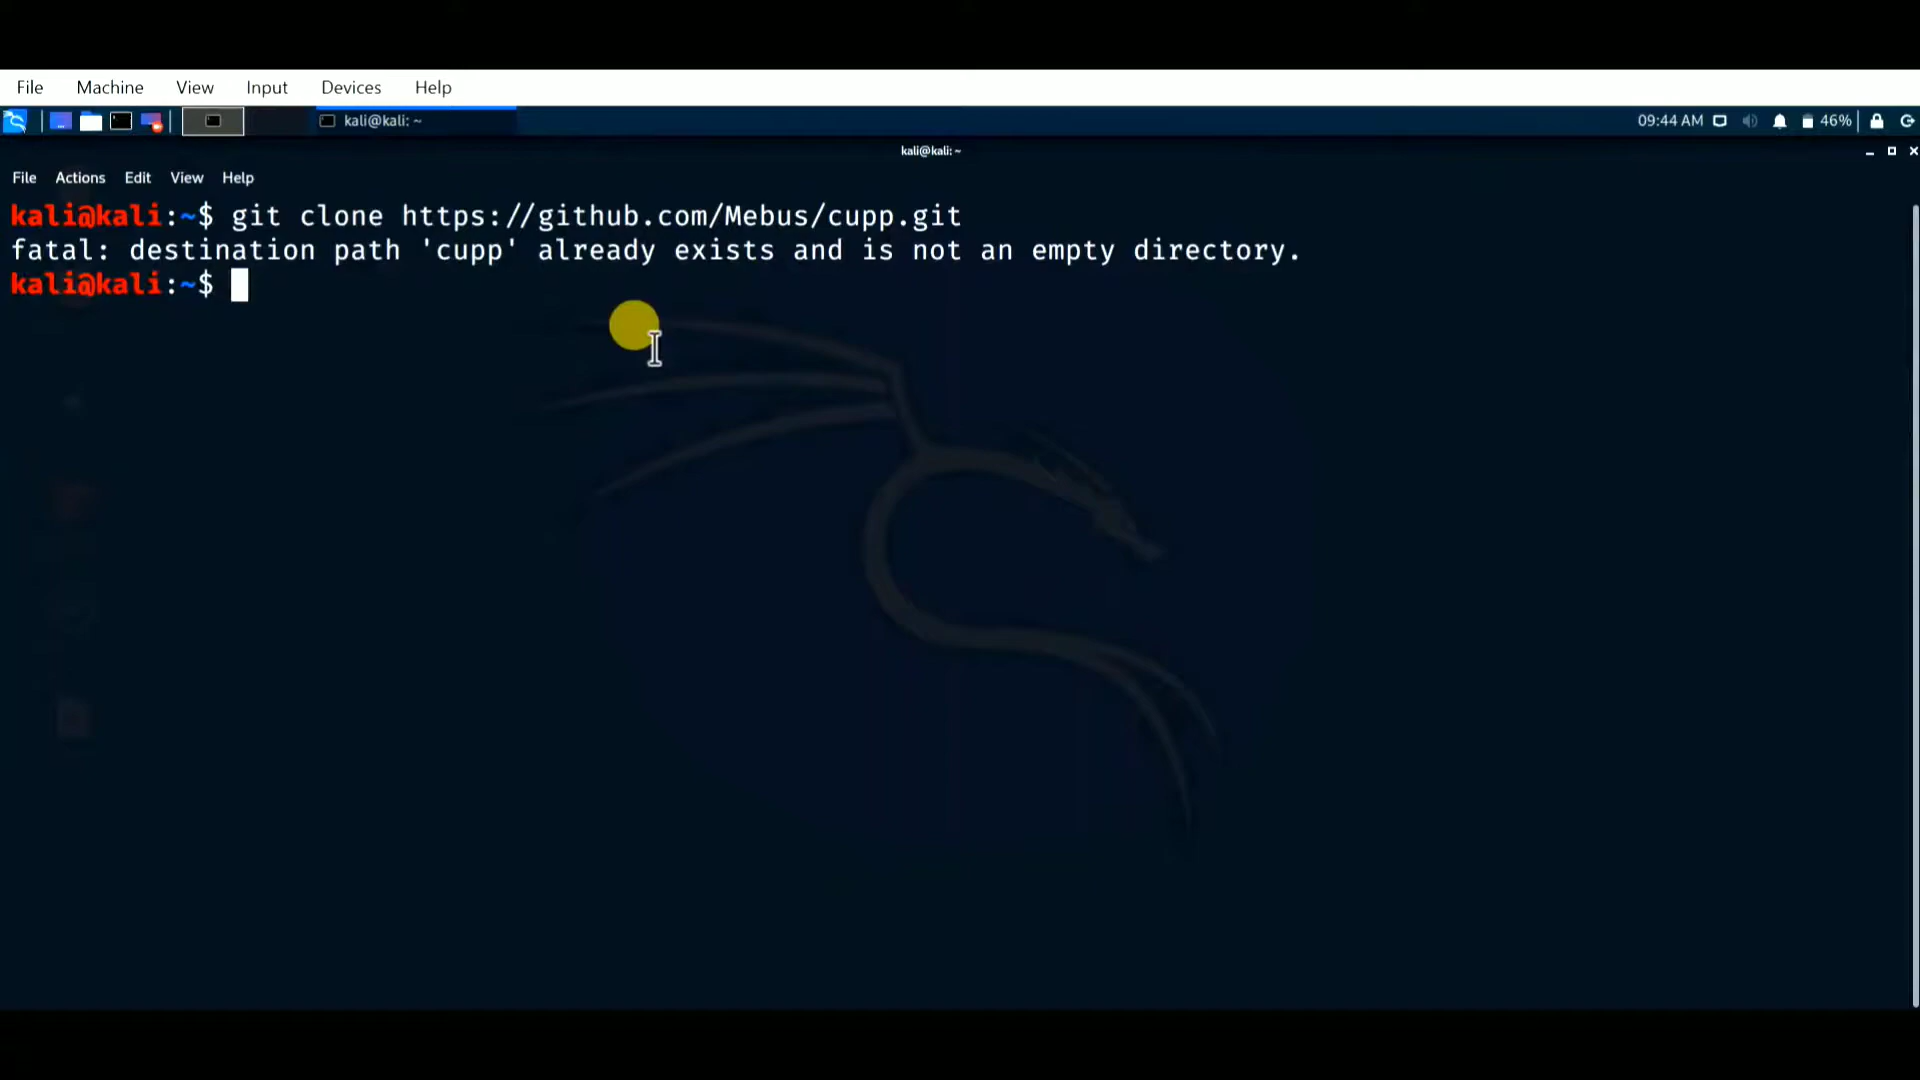 File Machine View Input Devices Help
kali@kali: ~ 09:44 AM 46%
kali@kali: ~
File Actions Edit View Help
kali@kali:~$ git clone https://github.com/Mebus/cupp.git
fatal: destination path 'cupp' already exists and is not an empty directory.
kali@kali:~$